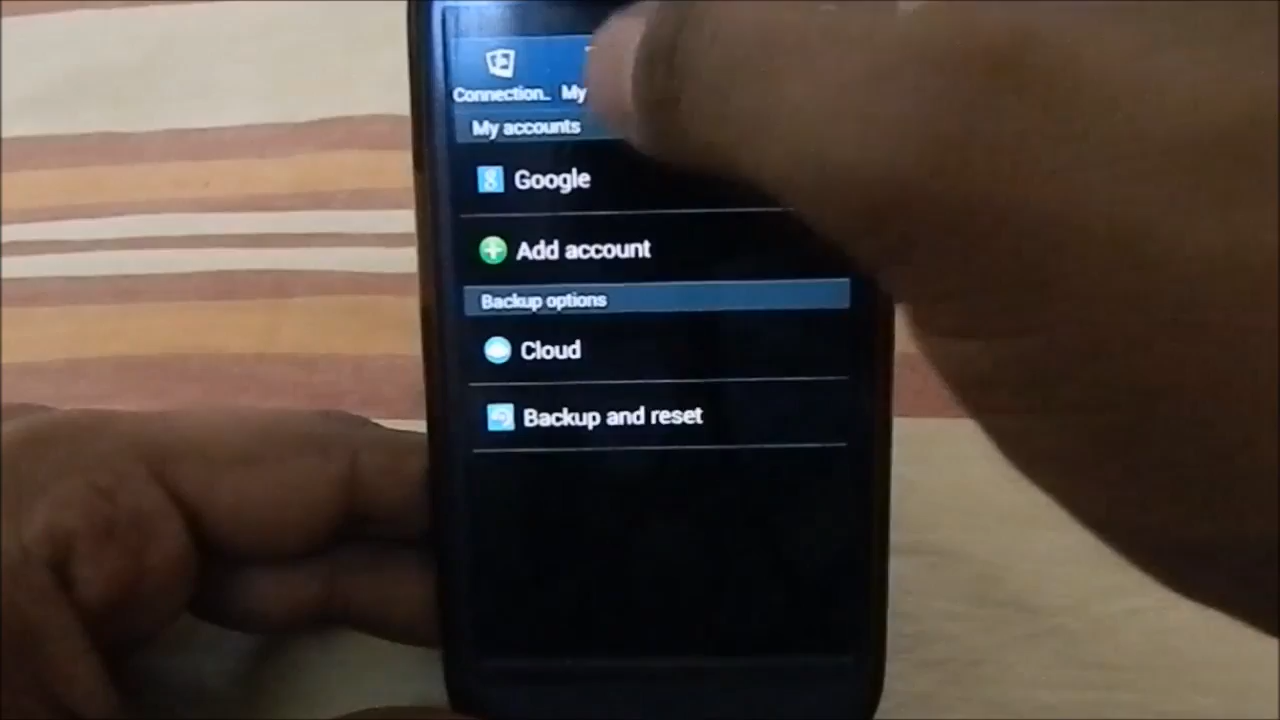 Connection.. My
My accounts
Google
Add account
Backup options
Cloud
Backup and reset